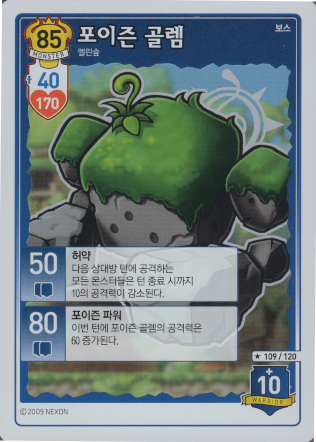 85
MONSTER
포이즌 골렘
보스
엘린숲
40
170
50
허약
다음 상대방 턴에 공격하는
모든 몬스터들은 턴 종료 시까지
10의 공격력이 감소된다.
80
포이즌 파워
이번 턴에 포이즌 골렘의 공격력은
60 증가된다.
★ 109 / 120
+
10
WARRIOR
©2009 NEXON